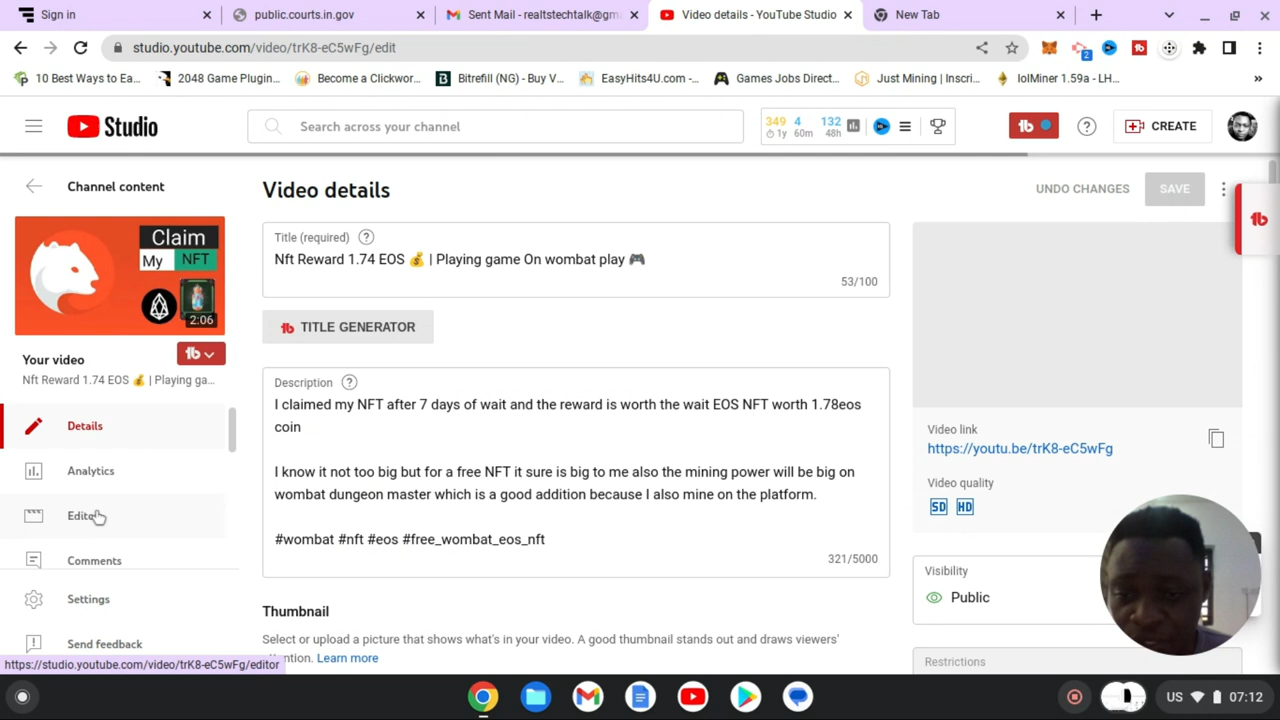 Sign in
public.courts.in.gov
Sent Mail - realtstechtalk@gm
Video details - YouTube Studio
New Tab
studio.youtube.com/video/trK8-eC5wFg/edit
2
10 Best Ways to Ea...
2048 Game Plugin...
Become a Clickwor...
Bitrefill (NG) - Buy V...
EasyHits4U.com -...
Games Jobs Direct...
Just Mining | Inscri...
lolMiner 1.59a - LH...
»
Studio
Search across your channel
349 4 132
1y 60m 48h
tb
?
CREATE
Channel content
Video details
UNDO CHANGES
SAVE
Claim
My NFT
2:06
Title (required) ?
Nft Reward 1.74 EOS 💰 | Playing game On wombat play 🎮
53/100
tb
TITLE GENERATOR
Your video
tb
Nft Reward 1.74 EOS 💰 | Playing ga...
Description ?
I claimed my NFT after 7 days of wait and the reward is worth the wait EOS NFT worth 1.78eos
coin
I know it not too big but for a free NFT it sure is big to me also the mining power will be big on
wombat dungeon master which is a good addition because I also mine on the platform.
#wombat #nft #eos #free_wombat_eos_nft
321/5000
Video link
https://youtu.be/trK8-eC5wFg
Video quality
SD HD
Details
Analytics
Editor
Comments
Settings
Send feedback
Visibility
Public
Restrictions
Thumbnail
Select or upload a picture that shows what's in your video. A good thumbnail stands out and draws viewers'
Learn more
https://studio.youtube.com/video/trK8-eC5wFg/editor
US 07:12